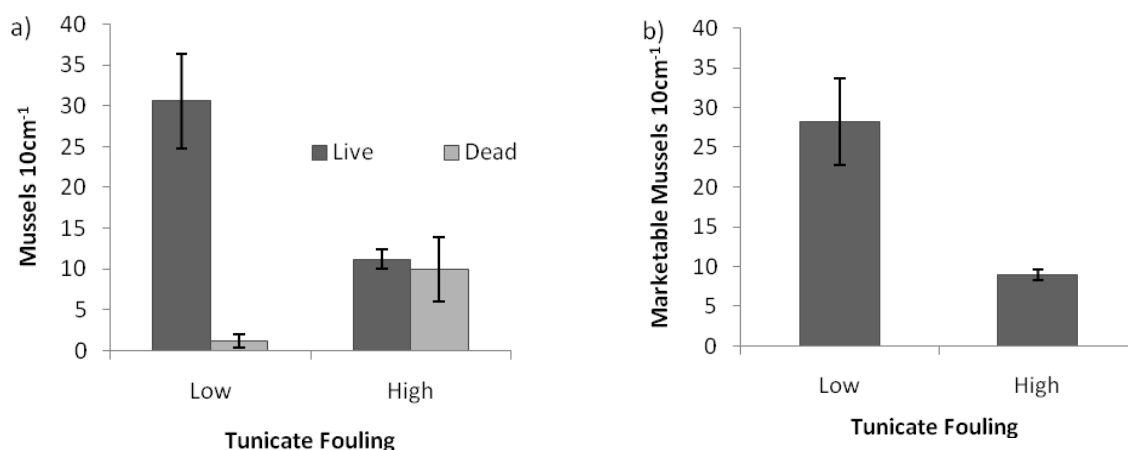 a)
Mussels 10cm⁻¹
40
35
30
25
20
15
10
5
0
Live
Dead
Low
High
Tunicate Fouling
b)
Marketable Mussels 10cm⁻¹
40
35
30
25
20
15
10
5
0
Low
High
Tunicate Fouling